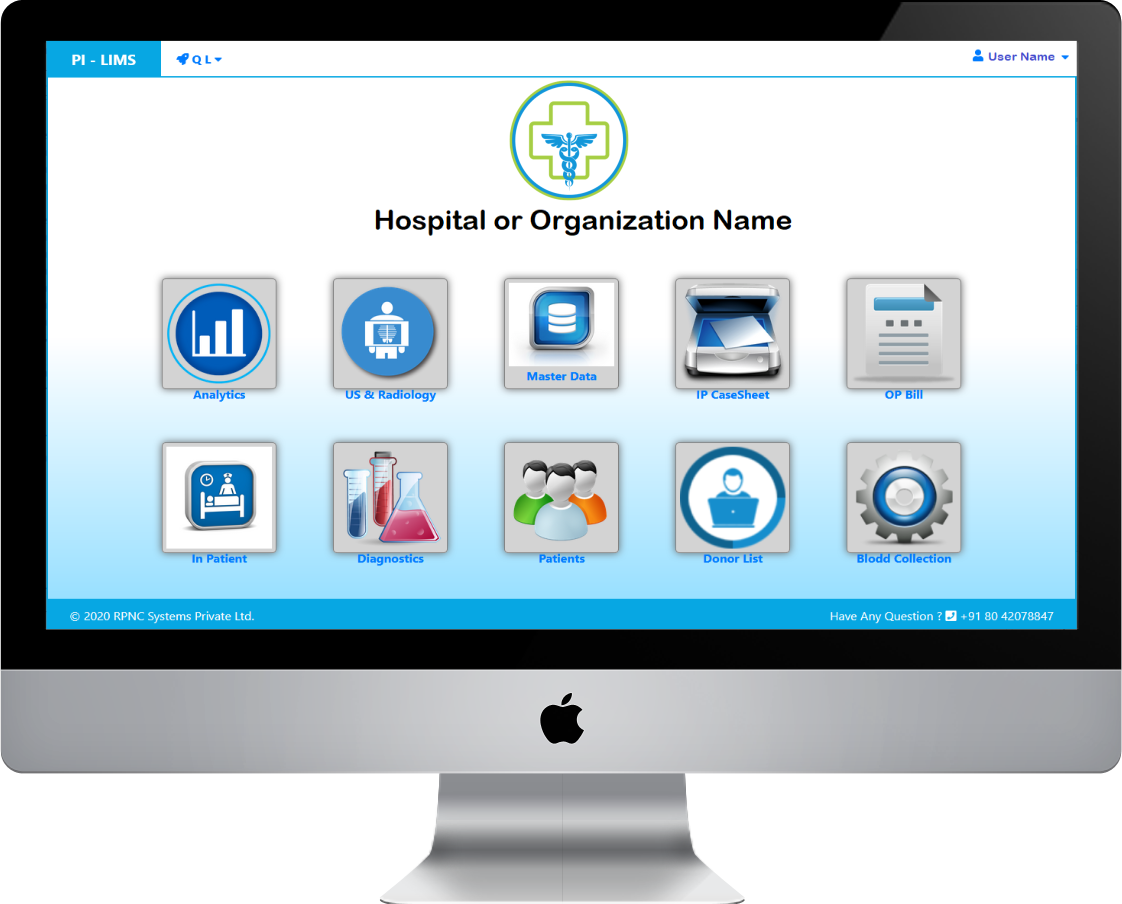 PI - LIMS
Q L
User Name
Hospital or Organization Name
Analytics
US & Radiology
Master Data
IP CaseSheet
OP Bill
In Patient
Diagnostics
Patients
Donor List
Blodd Collection
© 2020 RPNC Systems Private Ltd.
Have Any Question ? +91 80 42078847